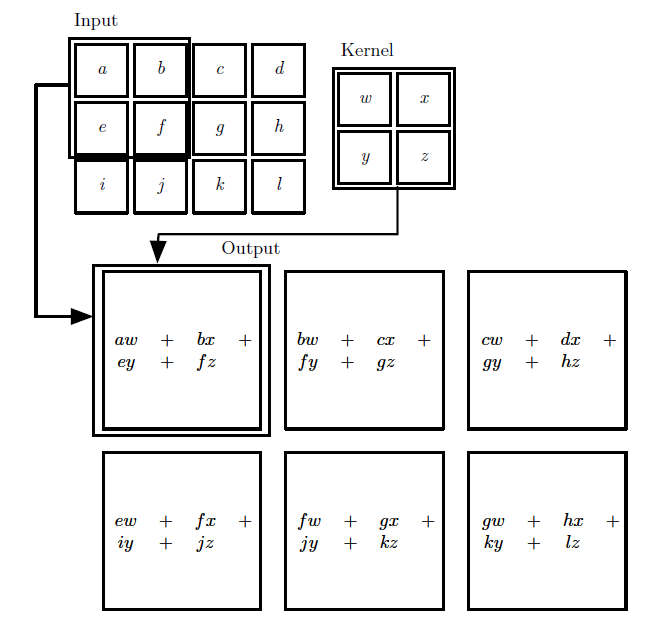 Input
Kernel
a b c d
w x
e f g h
y z
i j k l
Output
aw + bx +
ey + fz
bw + cx +
fy + gz
cw + dx +
gy + hz
ew + fx +
iy + jz
fw + gx +
jy + kz
gw + hx +
ky + lz